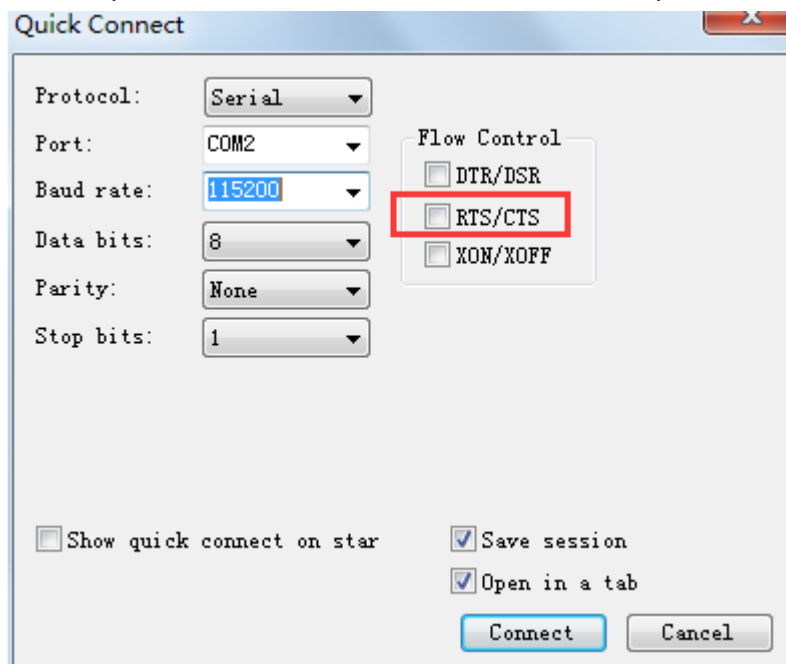 Quick Connect
Protocol: Serial
Port: COM2
Flow Control
DTR/DSR
Baud rate: 115200
RTS/CTS
Data bits: 8
XON/XOFF
Parity: None
Stop bits: 1
Show quick connect on star
Save session
Open in a tab
Connect Cancel